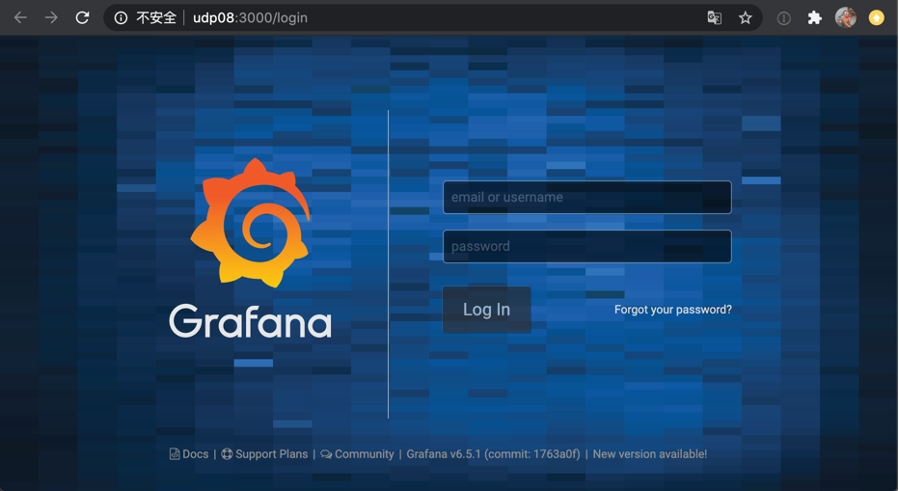 不安全 | udp08:3000/login
email or username
password
Log In
Forgot your password?
Grafana
Docs | Support Plans | Community | Grafana v6.5.1 (commit: 1763a0f) | New version available!